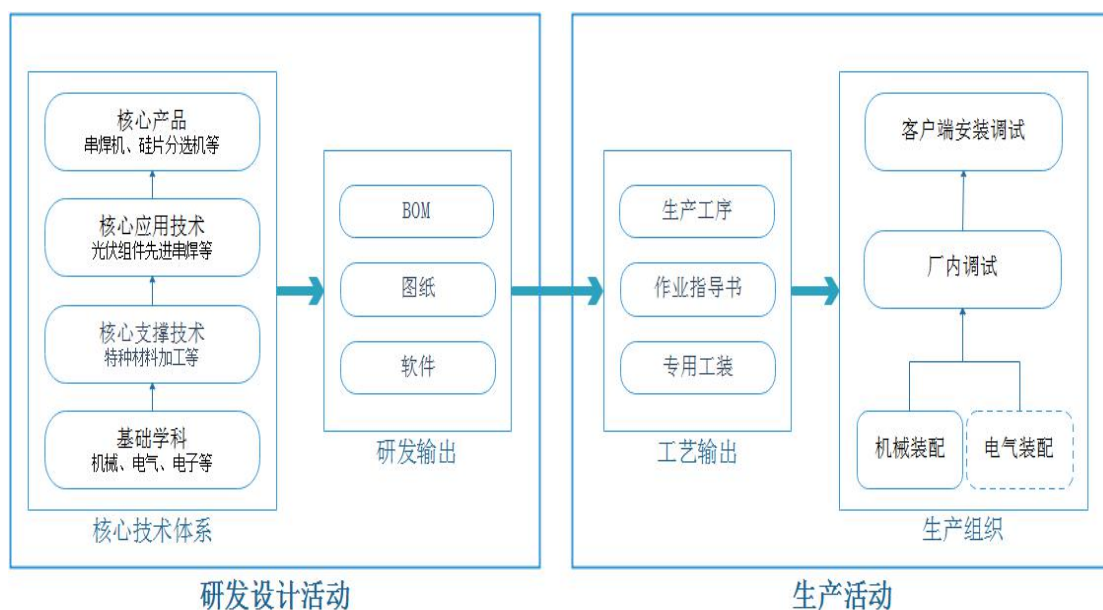 核心产品
串焊机、硅片分选机等
核心应用技术
光伏组件先进串焊等
核心支撑技术
特种材料加工等
基础学科
机械、电气、电子等
核心技术体系
BOM
图纸
软件
研发输出
研发设计活动
生产工序
作业指导书
专用工装
工艺输出
客户端安装调试
厂内调试
机械装配
电气装配
生产组织
生产活动